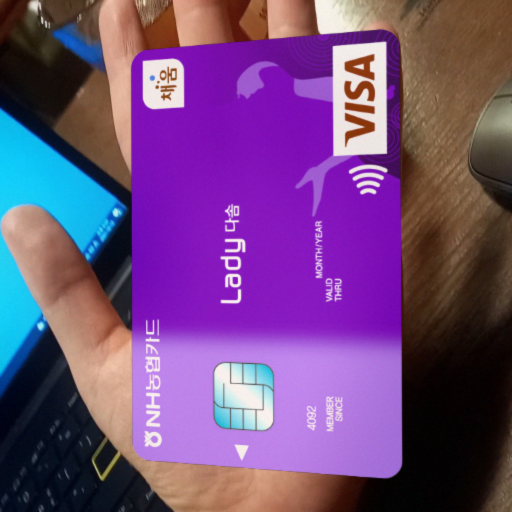 NH농협카드
채움
Lady 다솜
4092
MEMBER
SINCE
VALID
THRU
MONTH/YEAR
VISA